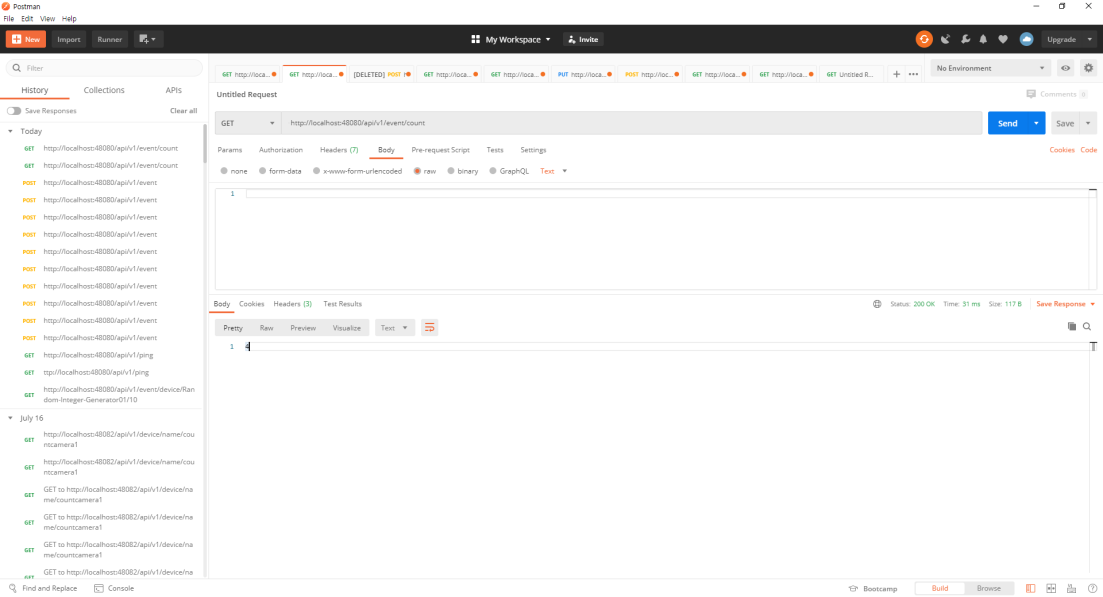 Postman
File Edit View Help
New Import Runner My Workspace Invite Upgrade
Filter
History Collections APIs
Save Responses Clear all
Today
GET http://localhost:48080/api/v1/event/count
GET http://localhost:48080/api/v1/event/count
POST http://localhost:48080/api/v1/event
POST http://localhost:48080/api/v1/event
POST http://localhost:48080/api/v1/event
POST http://localhost:48080/api/v1/event
POST http://localhost:48080/api/v1/event
POST http://localhost:48080/api/v1/event
POST http://localhost:48080/api/v1/event
POST http://localhost:48080/api/v1/event
POST http://localhost:48080/api/v1/event
POST http://localhost:48080/api/v1/event
GET http://localhost:48080/api/v1/ping
GET ttp://localhost:48080/api/v1/ping
GET http://localhost:48080/api/v1/event/device/Ran
dom-Integer-Generator01/10
July 16
GET http://localhost:48082/api/v1/device/name/cou
ntcamera1
GET http://localhost:48082/api/v1/device/name/cou
ntcamera1
GET GET to http://localhost:48082/api/v1/device/na
me/countcamera1
GET GET to http://localhost:48082/api/v1/device/na
me/countcamera1
GET GET to http://localhost:48082/api/v1/device/na
me/countcamera1
GET GET to http://localhost:48082/api/v1/device/na
GET http://loca... GET http://loca... [DELETED] POST GET http://loca... GET http://loca... PUT http://loca... POST http://loc... GET http://loca... GET http://loca... GET Untitled R... + ...
No Environment
Untitled Request Comments 0
GET http://localhost:48080/api/v1/event/count Send Save
Params Authorization Headers (7) Body Pre-request Script Tests Settings Cookies Code
none form-data x-www-form-urlencoded raw binary GraphQL Text
1
Body Cookies Headers (3) Test Results Status: 200 OK Time: 31 ms Size: 117 B Save Response
Pretty Raw Preview Visualize Text
1 4
Find and Replace Console Bootcamp Build Browse